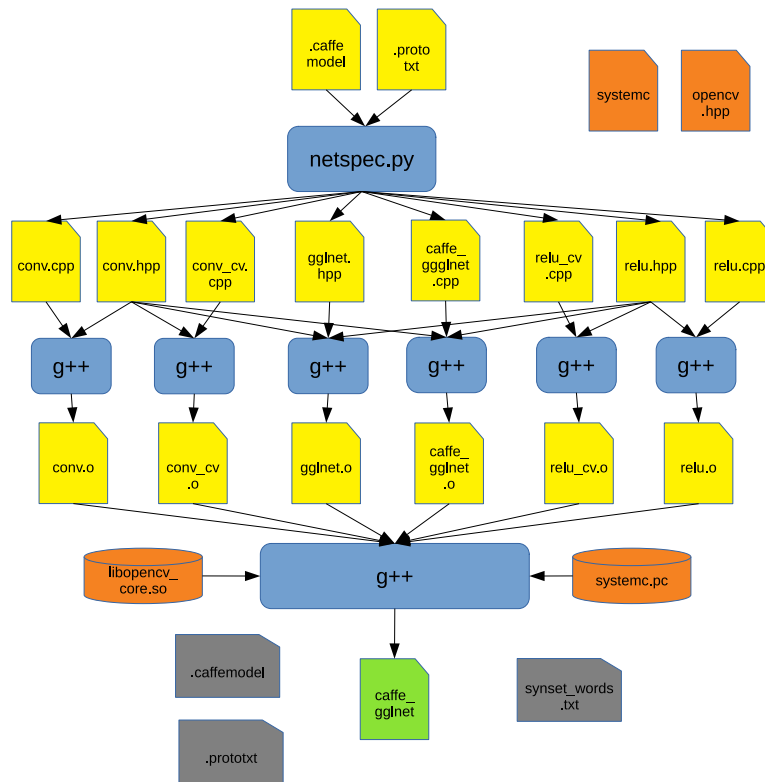 .caffe
model
.proto
txt
systemc
opencv
.hpp
netspec.py
conv.cpp
conv.hpp
conv_cv.
cpp
gglnet.
hpp
caffe_
ggglnet
.cpp
relu_cv
.cpp
relu.hpp
relu.cpp
g++
g++
g++
g++
g++
g++
conv.o
conv_cv
.o
gglnet.o
caffe_
gglnet
.o
relu_cv.o
relu.o
libopencv_
core.so
g++
systemc.pc
.caffemodel
caffe_
gglnet
synset_words
.txt
.prototxt